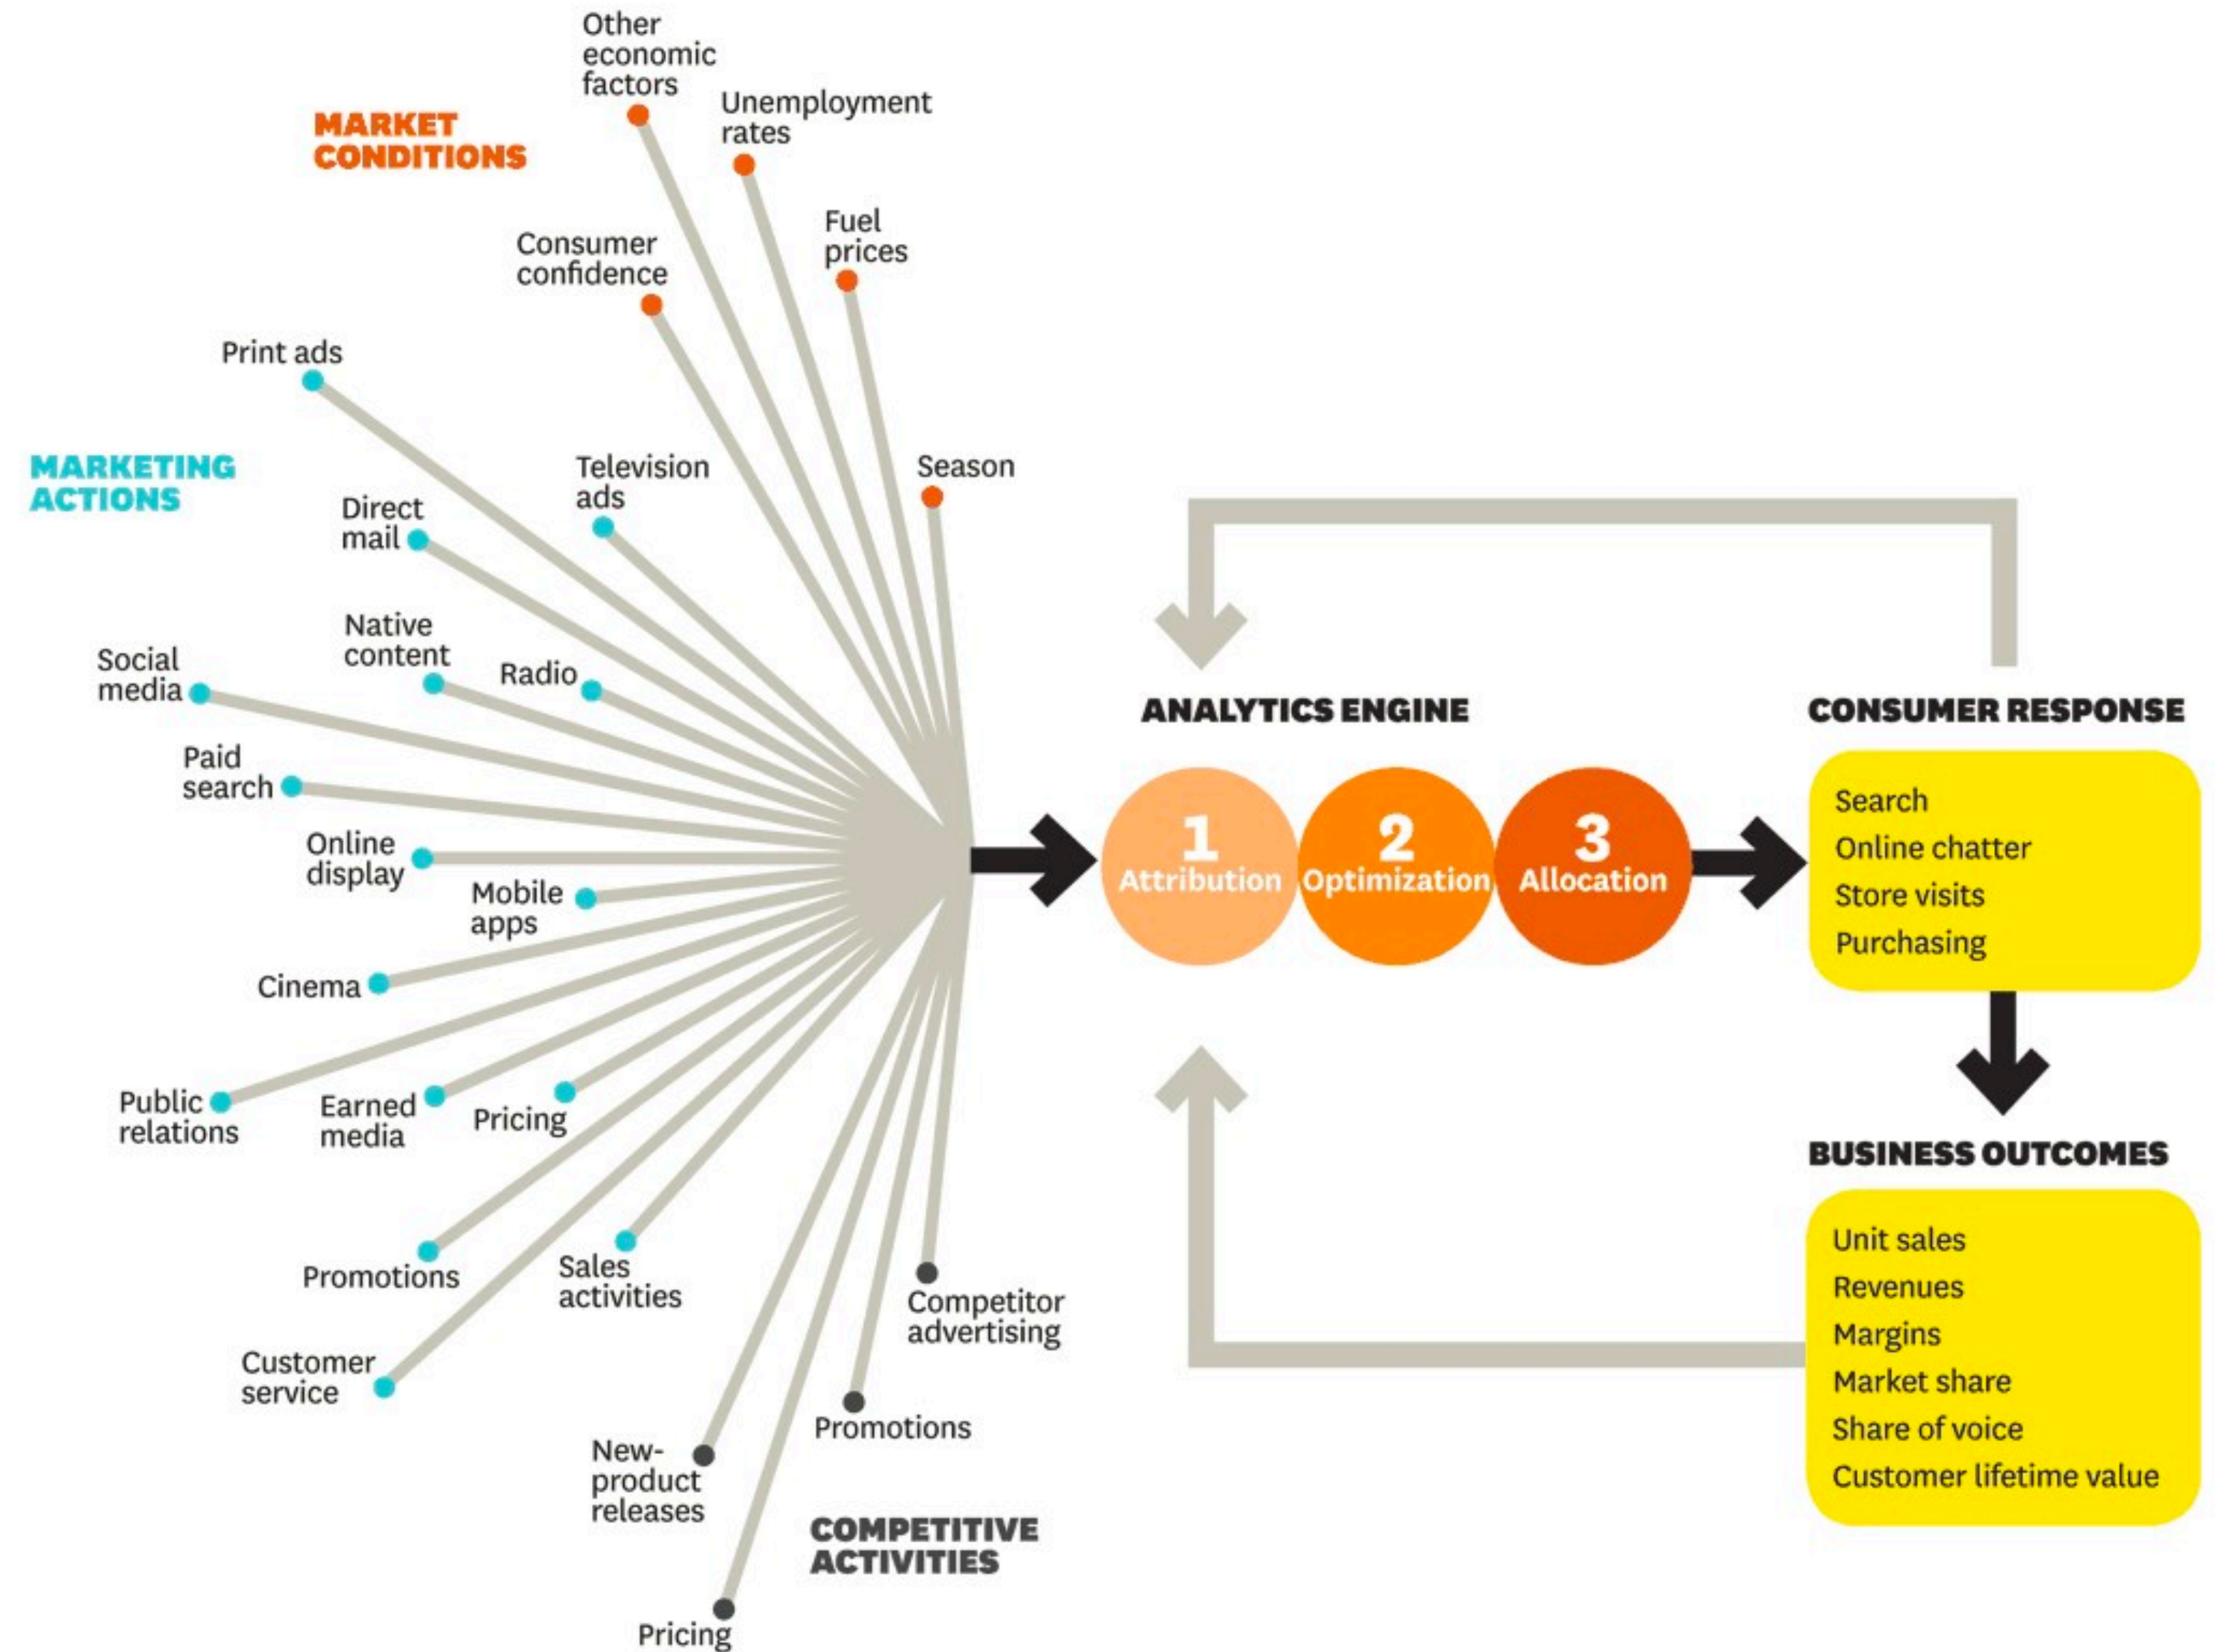 Other
economic
factors
Unemployment
rates
MARKET
CONDITIONS
Fuel
prices
Consumer
confidence
Print ads
MARKETING
ACTIONS
Television
ads
Season
Direct
mail
Native
content
Radio
Social
media
Paid
search
Online
display
Mobile
apps
Cinema
Public
relations
Earned
media
Pricing
Promotions
Sales
activities
Customer
service
Competitor
advertising
Promotions
New-
product
releases
COMPETITIVE
ACTIVITIES
Pricing
ANALYTICS ENGINE
1
Attribution
2
Optimization
3
Allocation
CONSUMER RESPONSE
Search
Online chatter
Store visits
Purchasing
BUSINESS OUTCOMES
Unit sales
Revenues
Margins
Market share
Share of voice
Customer lifetime value